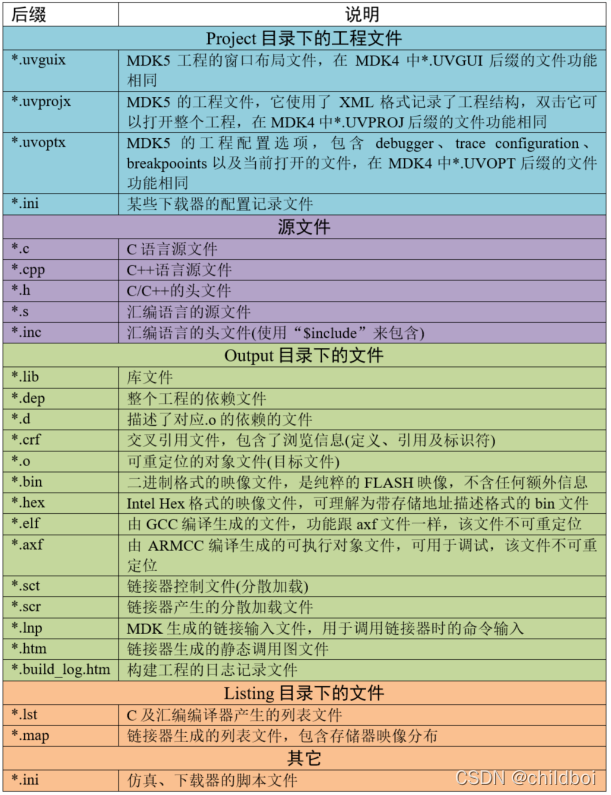 后缀 说明
Project 目录下的工程文件
*.uvguix MDK5 工程的窗口布局文件，在 MDK4 中*.UVGUI 后缀的文件功能
相同
*.uvprojx MDK5 的工程文件，它使用了 XML 格式记录了工程结构，双击它可
以打开整个工程，在 MDK4 中*.UVPROJ 后缀的文件功能相同
*.uvoptx MDK5 的工程配置选项，包含 debugger、trace configuration、
breakpooints 以及当前打开的文件，在 MDK4 中*.UVOPT 后缀的文件
功能相同
*.ini 某些下载器的配置记录文件
源文件
*.c C 语言源文件
*.cpp C++语言源文件
*.h C/C++的头文件
*.s 汇编语言的源文件
*.inc 汇编语言的头文件(使用“$include”来包含)
Output 目录下的文件
*.lib 库文件
*.dep 整个工程的依赖文件
*.d 描述了对应.o 的依赖的文件
*.crf 交叉引用文件，包含了浏览信息(定义、引用及标识符)
*.o 可重定位的对象文件(目标文件)
*.bin 二进制格式的映像文件，是纯粹的 FLASH 映像，不含任何额外信息
*.hex Intel Hex 格式的映像文件，可理解为带存储地址描述格式的 bin 文件
*.elf 由 GCC 编译生成的文件，功能跟 axf 文件一样，该文件不可重定位
*.axf 由 ARMCC 编译生成的可执行对象文件，可用于调试，该文件不可重
定位
*.sct 链接器控制文件(分散加载)
*.scr 链接器产生的分散加载文件
*.lnp MDK 生成的链接输入文件，用于调用链接器时的命令输入
*.htm 链接器生成的静态调用图文件
*.build_log.htm 构建工程的日志记录文件
Listing 目录下的文件
*.lst C 及汇编编译器产生的列表文件
*.map 链接器生成的列表文件，包含存储器映像分布
其它
*.ini 仿真、下载器的脚本文件
CSDN @childboi